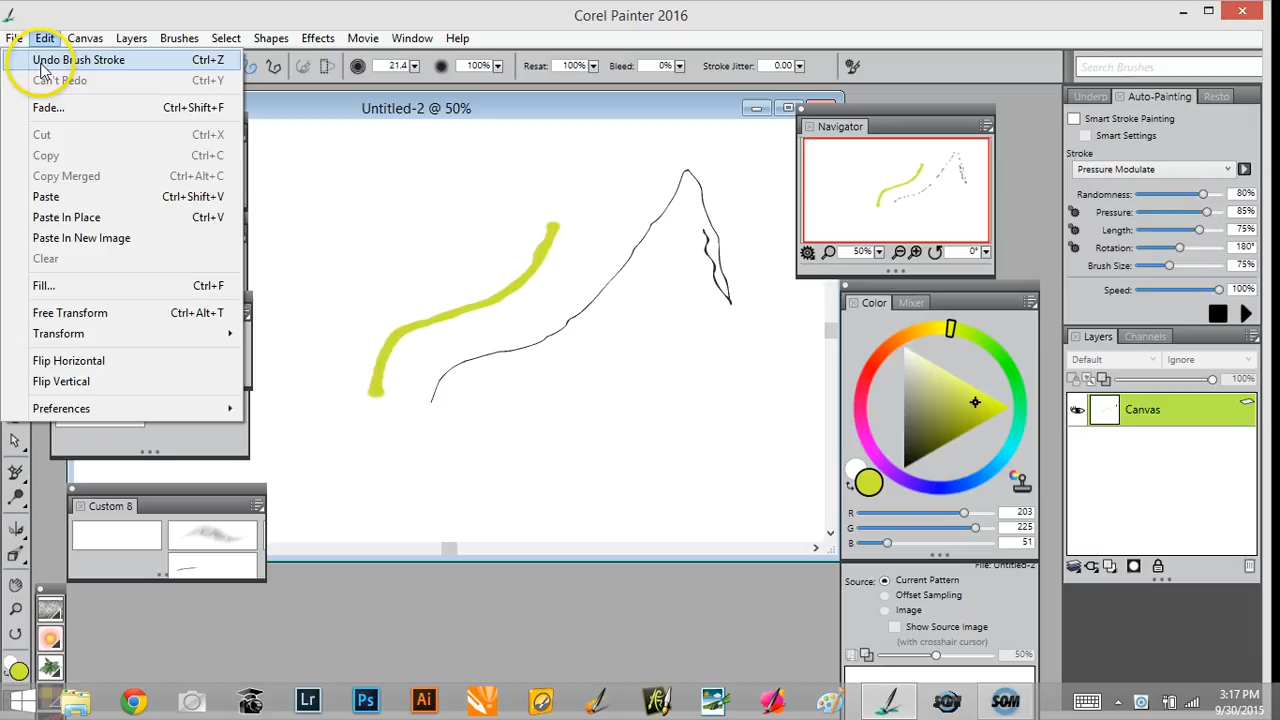 Corel Painter 2016
File Edit Canvas Layers Brushes Select Shapes Effects Movie Window Help
21.4 100% Resat: 100% Bleed: 0% Stroke Jitter: 0.00 Search Brushes
Undo Brush Stroke Ctrl+Z
Can't Redo Ctrl+Y
Fade... Ctrl+Shift+F
Cut Ctrl+X
Copy Ctrl+C
Copy Merged Ctrl+Alt+C
Paste Ctrl+Shift+V
Paste In Place Ctrl+V
Paste In New Image
Clear
Fill... Ctrl+F
Free Transform Ctrl+Alt+T
Transform
Flip Horizontal
Flip Vertical
Preferences
Untitled-2 @ 50%
Custom 8
Navigator
50% 0°
Color Mixer
R 203
G 225
B 51
File: Untitled-2
Source: Current Pattern
Offset Sampling
Image
Show Source Image
(with crosshair cursor)
50%
Underp Auto-Painting Resto
Smart Stroke Painting
Smart Settings
Stroke
Pressure Modulate
Randomness: 80%
Pressure: 85%
Length: 75%
Rotation: 180°
Brush Size: 75%
Speed: 100%
Layers Channels
Default Ignore
100%
Canvas
Lr Ps Ai SOM
3:17 PM
9/30/2015